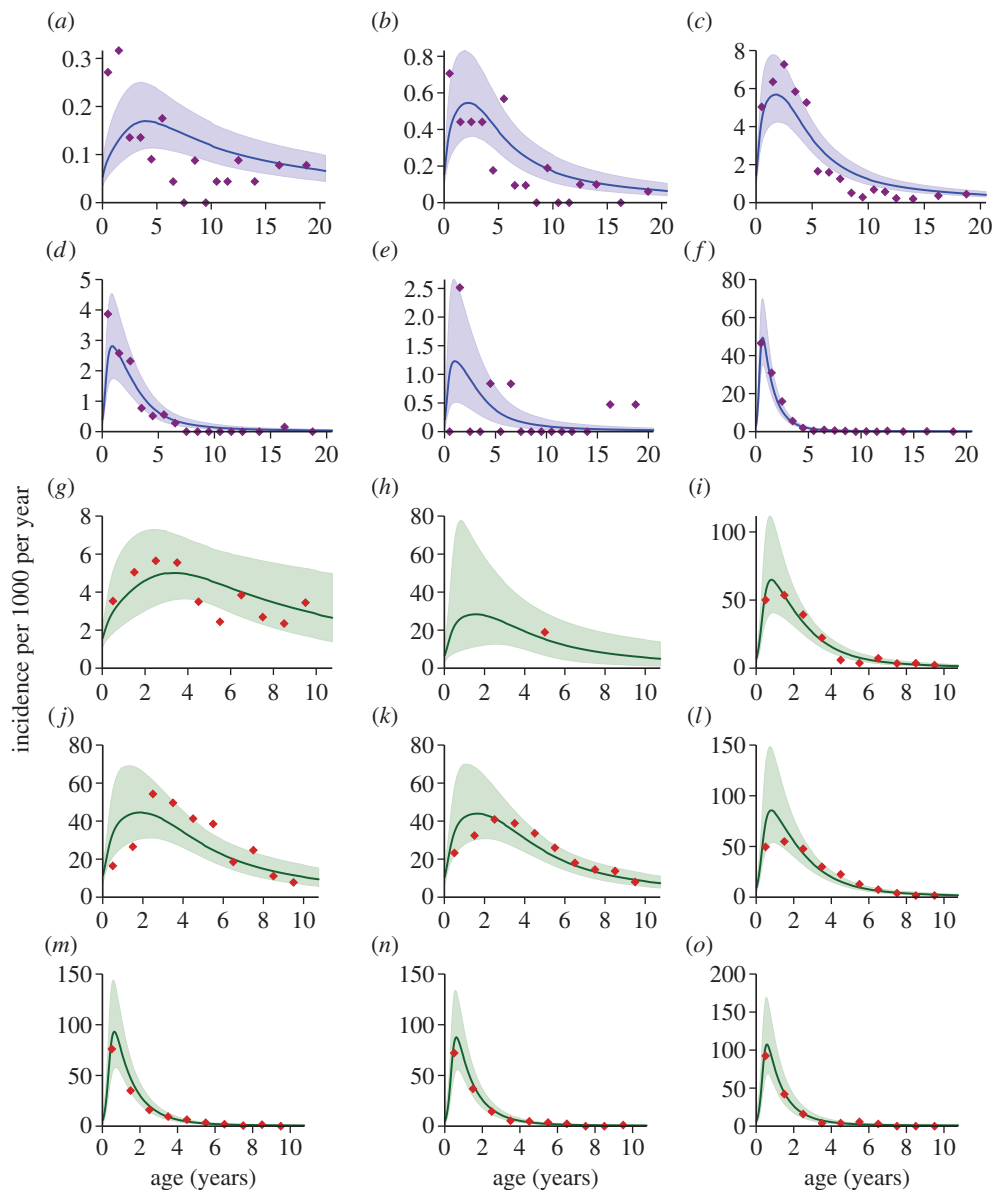 (a) (b) (c)
0.3 0.8 8
1.0
0.2 6
0.6
4
0.1 0.4
0.2 2
0 0 0
0 5 10 15 20 0 5 10 15 20 0 5 10 15 20
(d) (e) (f)
5 2.5 80
4 2.0 60
3 1.5 40
2 1.0
1 0.5 20
0 0 0
0 5 10 15 20 0 5 10 15 20 0 5 10 15 20
incidence per 1000 per year
(g) (h) (i)
8 80 100
6 60
4 40 50
2 20
0 0 0
0 2 4 6 8 10 0 2 4 6 8 10 0 2 4 6 8 10
(j) (k) (l)
80 80 150
60 60 100
40 40
20 20 50
0 0 0
0 2 4 6 8 10 0 2 4 6 8 10 0 2 4 6 8 10
(m) (n) (o)
150 150 200
100 100 150
100
50 50 50
0 0 0
0 2 4 6 8 10 0 2 4 6 8 10 0 2 4 6 8 10
age (years) age (years) age (years)